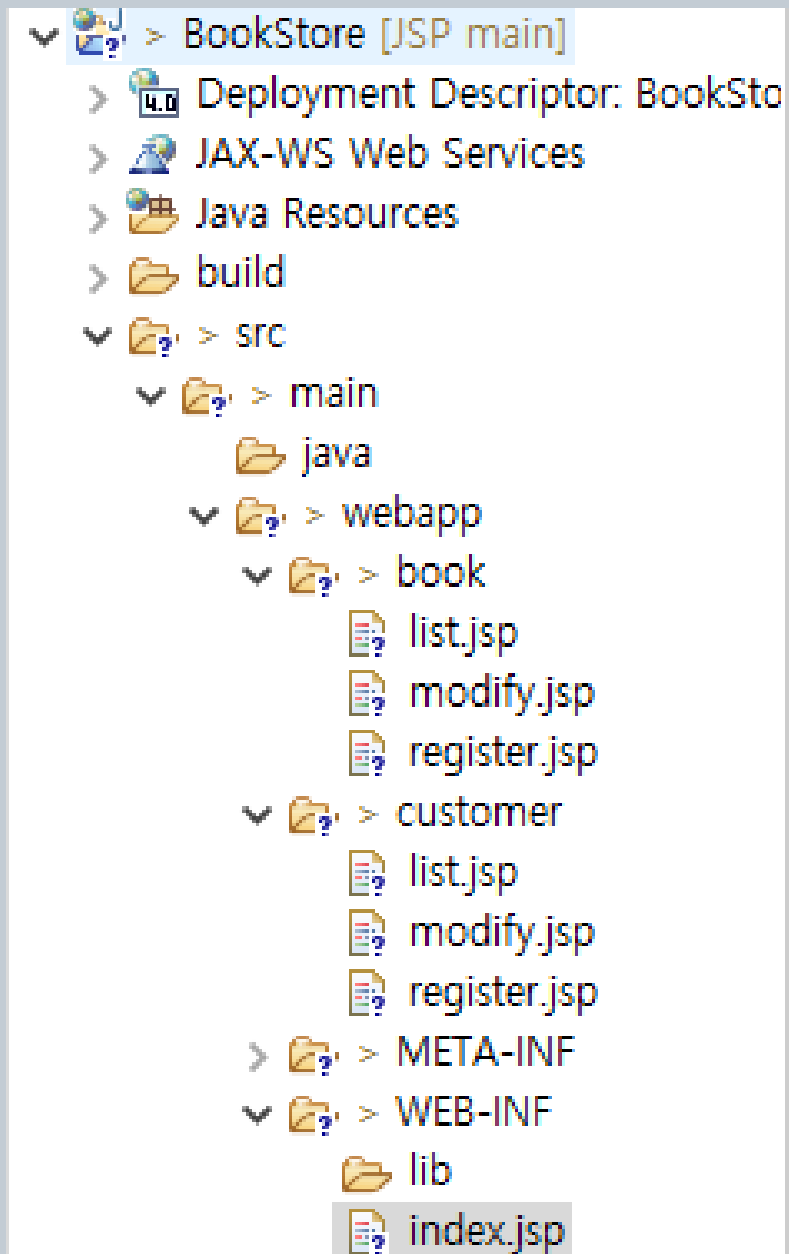 > BookStore [JSP main]
4.0 Deployment Descriptor: BookSto
JAX-WS Web Services
Java Resources
build
> src
> main
java
> webapp
> book
list.jsp
modify.jsp
register.jsp
> customer
list.jsp
modify.jsp
register.jsp
> META-INF
> WEB-INF
lib
index.jsp